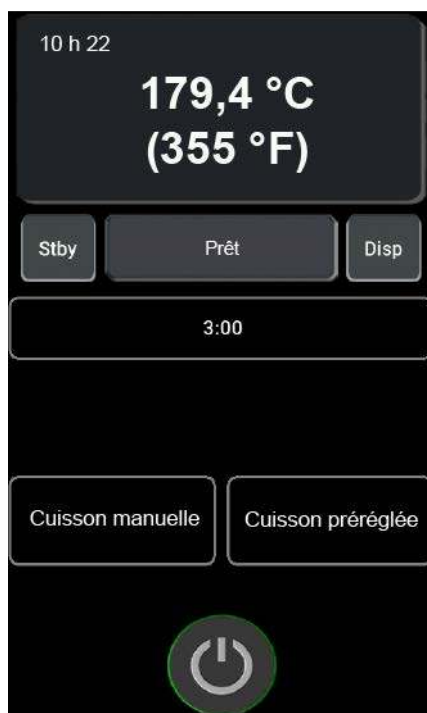 10 h 22
179,4 °C
(355 °F)
Stby Prêt Disp
3:00
Cuisson manuelle Cuisson préréglée